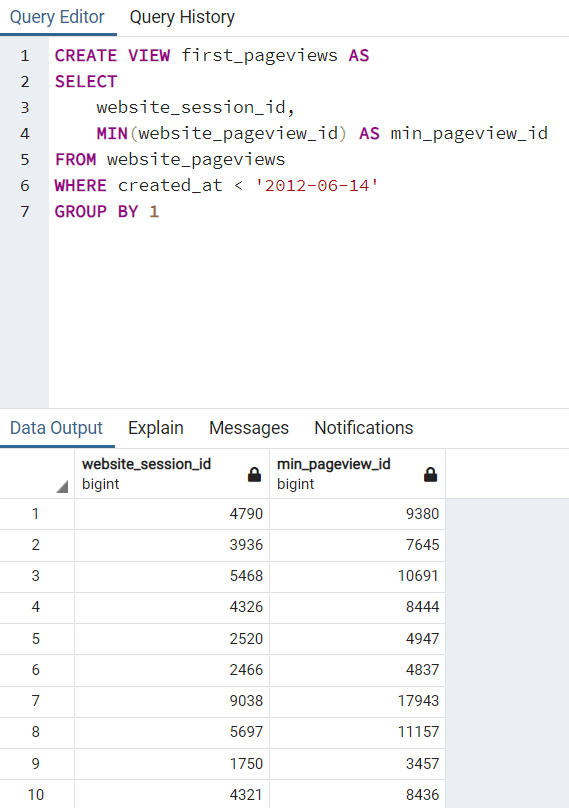 Query Editor Query History
1 CREATE VIEW first_pageviews AS
2 SELECT
3 website_session_id,
4 MIN(website_pageview_id) AS min_pageview_id
5 FROM website_pageviews
6 WHERE created_at < '2012-06-14'
7 GROUP BY 1
Data Output Explain Messages Notifications
website_session_id min_pageview_id
bigint bigint
1 4790 9380
2 3936 7645
3 5468 10691
4 4326 8444
5 2520 4947
6 2466 4837
7 9038 17943
8 5697 11157
9 1750 3457
10 4321 8436